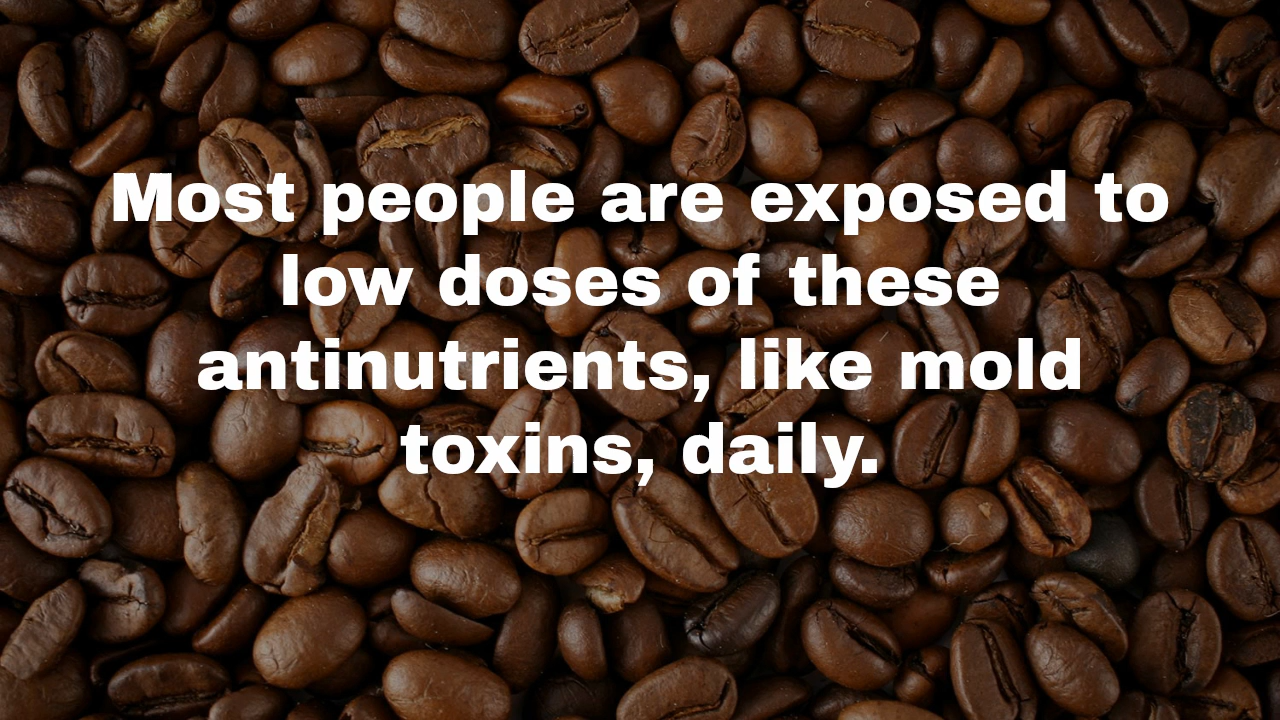 Most people are exposed to
low doses of these
antinutrients, like mold
toxins, daily.